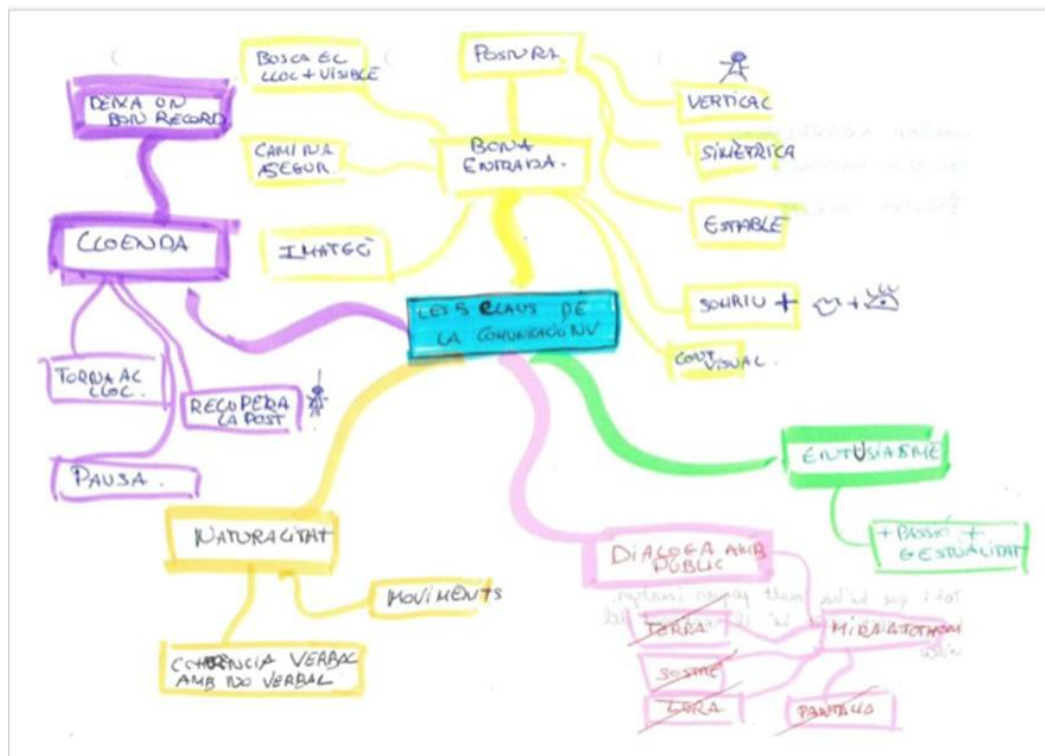 POSTURA.
BUSCA EL
LLOC + VISIBLE
DEIXA UN
BON RECORD
VERTICAL
CAMINA
SEGUR.
BONA
ENTRADA.
SIMÈTRICA
ESTABLE
CLOENDA
IMATGE
SOMRIU +
+
LES 5 CLAUS DE
LA COMUNICACIÓ NV
CONT
VISUAL.
TORNA AL
LLOC.
RECUPERA
LA POST
PAUSA.
ENTUSIASME
NATURALITAT
DIALOGA AMB
PÚBLIC
+ PASSIÓ +
GESTUALITAT
MOVIMENTS
TERRA
MIRA A TOTHOM
COHERÈNCIA VERBAL
AMB NO VERBAL
SOSTRE
PANTALLA